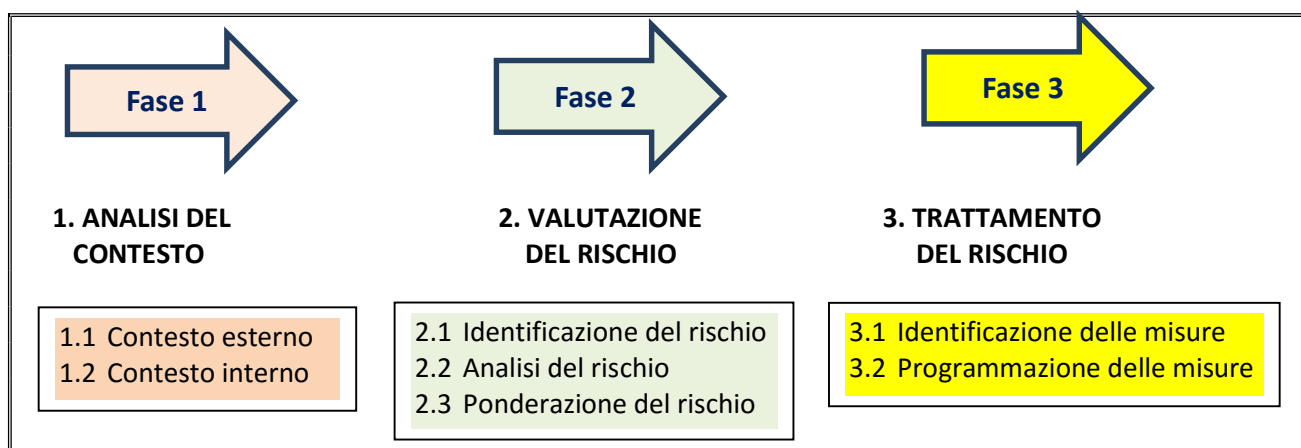 Fase 1
Fase 2
Fase 3
1. ANALISI DEL
CONTESTO
2. VALUTAZIONE
DEL RISCHIO
3. TRATTAMENTO
DEL RISCHIO
1.1 Contesto esterno
1.2 Contesto interno
2.1 Identificazione del rischio
2.2 Analisi del rischio
2.3 Ponderazione del rischio
3.1 Identificazione delle misure
3.2 Programmazione delle misure